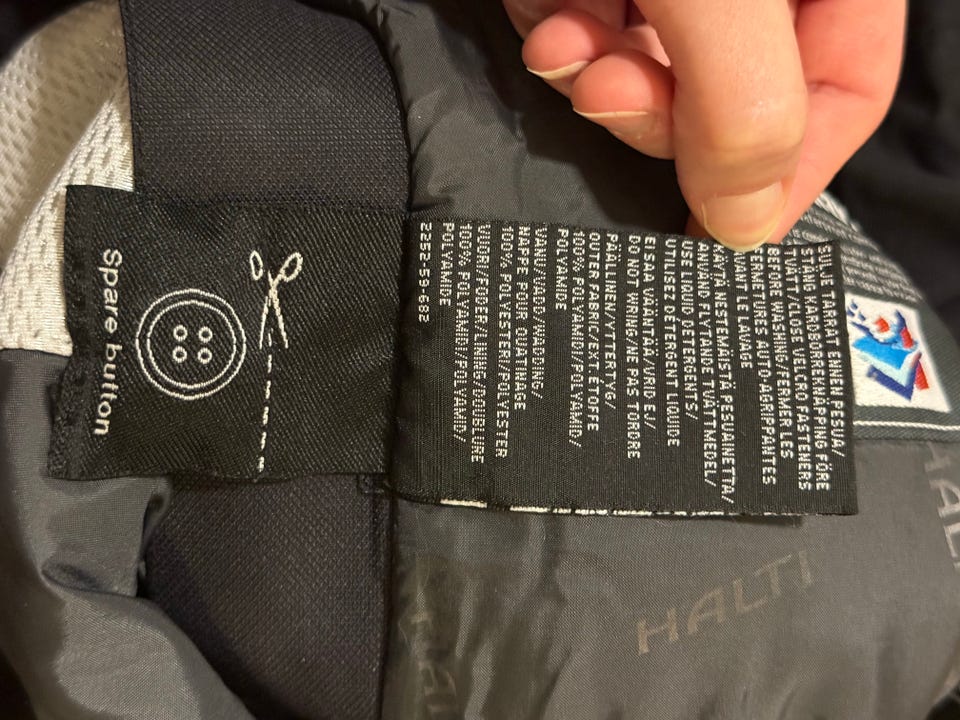 TARRAT ENNEN PESUA/
STÄNG KARDBORREKNÄPING FÖRE
TVÄTT/CLOSE VELCRO FASTENERS
BEFORE WASHING/FERMER LES
FERMETURES AUTO-AGRIPPANTES
AVANT LE LAVAGE
KÄYTÄ NESTEMÄISTÄ PESUAINETTA/
ANVÄND FLYTANDE TVÄTTMEDEL/
USE LIQUID DETERGENTS/
UTILISEZ DÉTERGENT LIQUIDE
EI SAA VÄÄNTÄÄ/VRID EJ/
DO NOT WRING/NE PAS TORDRE
PÄÄLLINEN/YTTERTYG/
OUTER FABRIC/EXT.ÉTOFFE
100% POLYAMIDI/POLYAMID/
POLYAMIDE
VANU/VADD/WADDING/
NAPPE POUR OUATINAGE
100% POLYESTERI/POLYESTER
VUORI/FODER/LINING/DOUBLURE
100% POLYAMIDI/POLYAMID/
POLYAMIDE
2252-59-682
Spare button
HALTI